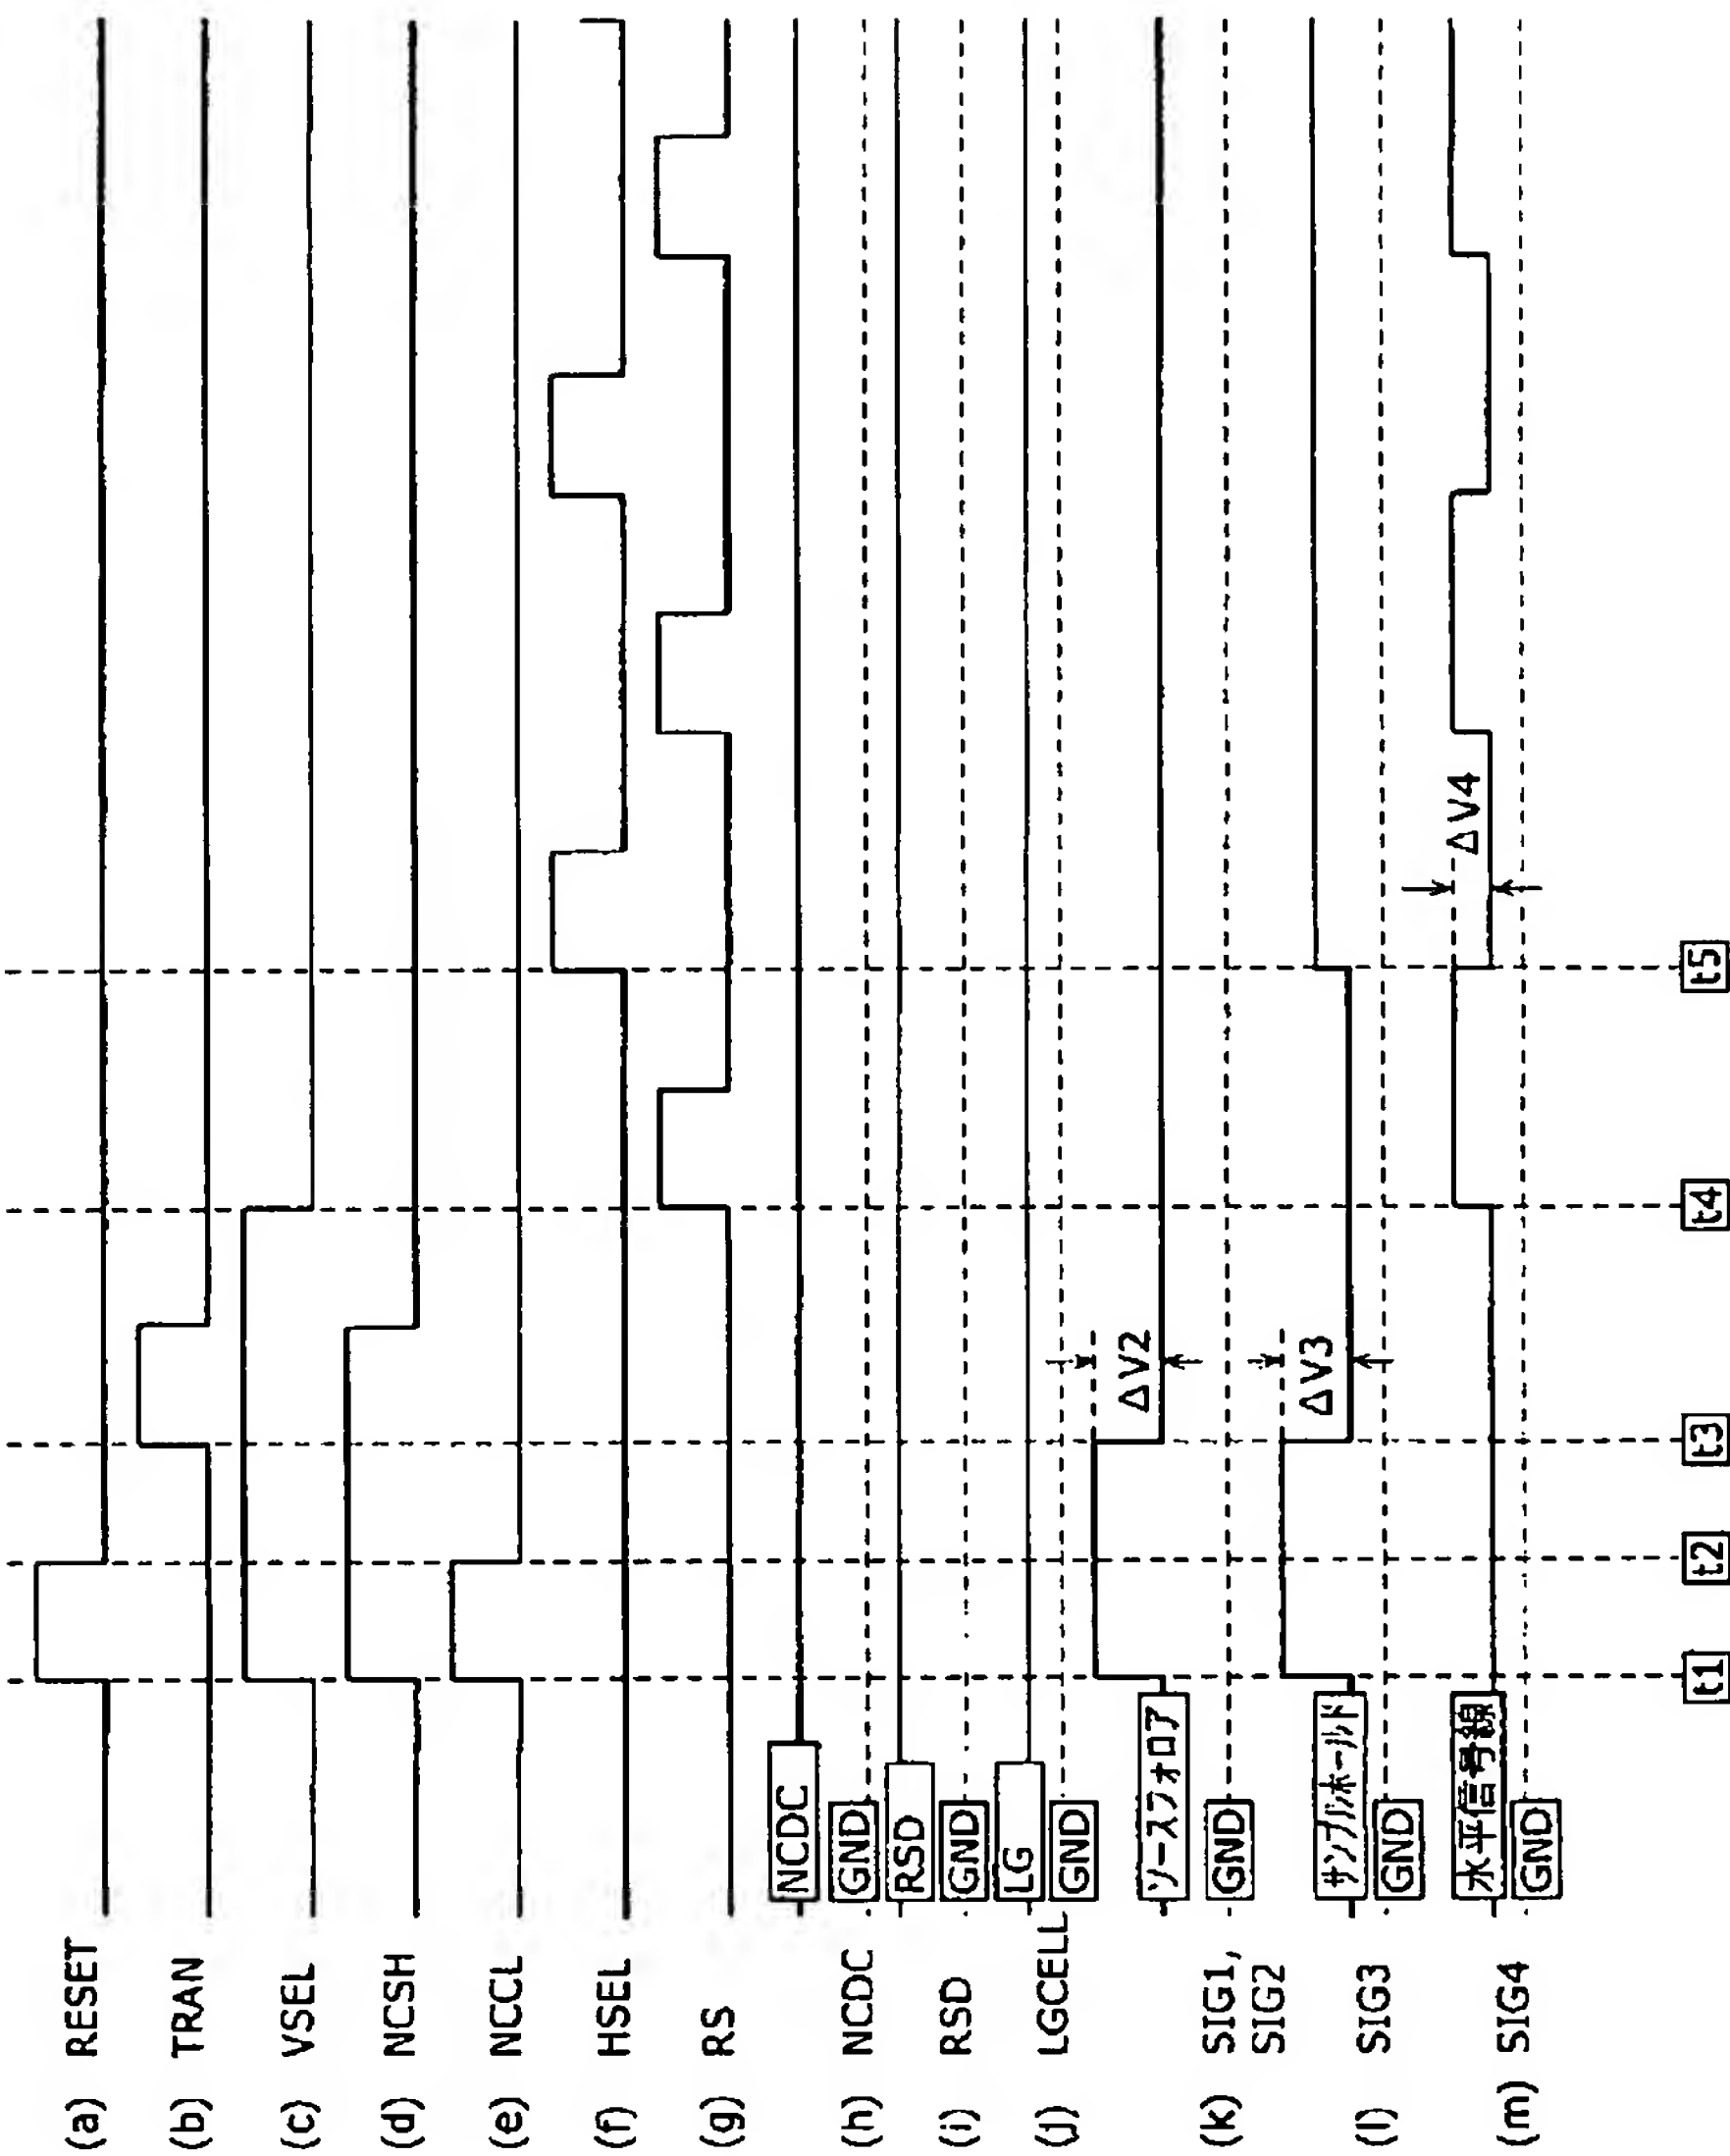 (a) RESET
(b) TRAN
(c) VSEL
(d) NCSH
(e) NCCL
(f) HSEL
(g) RS
(h) NCDC
NCDC
GND
(i) RSD
RSD
GND
(j) LGCELL
LG
GND
(k) SIG1,
SIG2
ソースフォロア
GND
ΔV2
(l) SIG3
サンプルホールド
GND
ΔV3
(m) SIG4
水平信号線
GND
ΔV4
t1
t2
t3
t4
t5